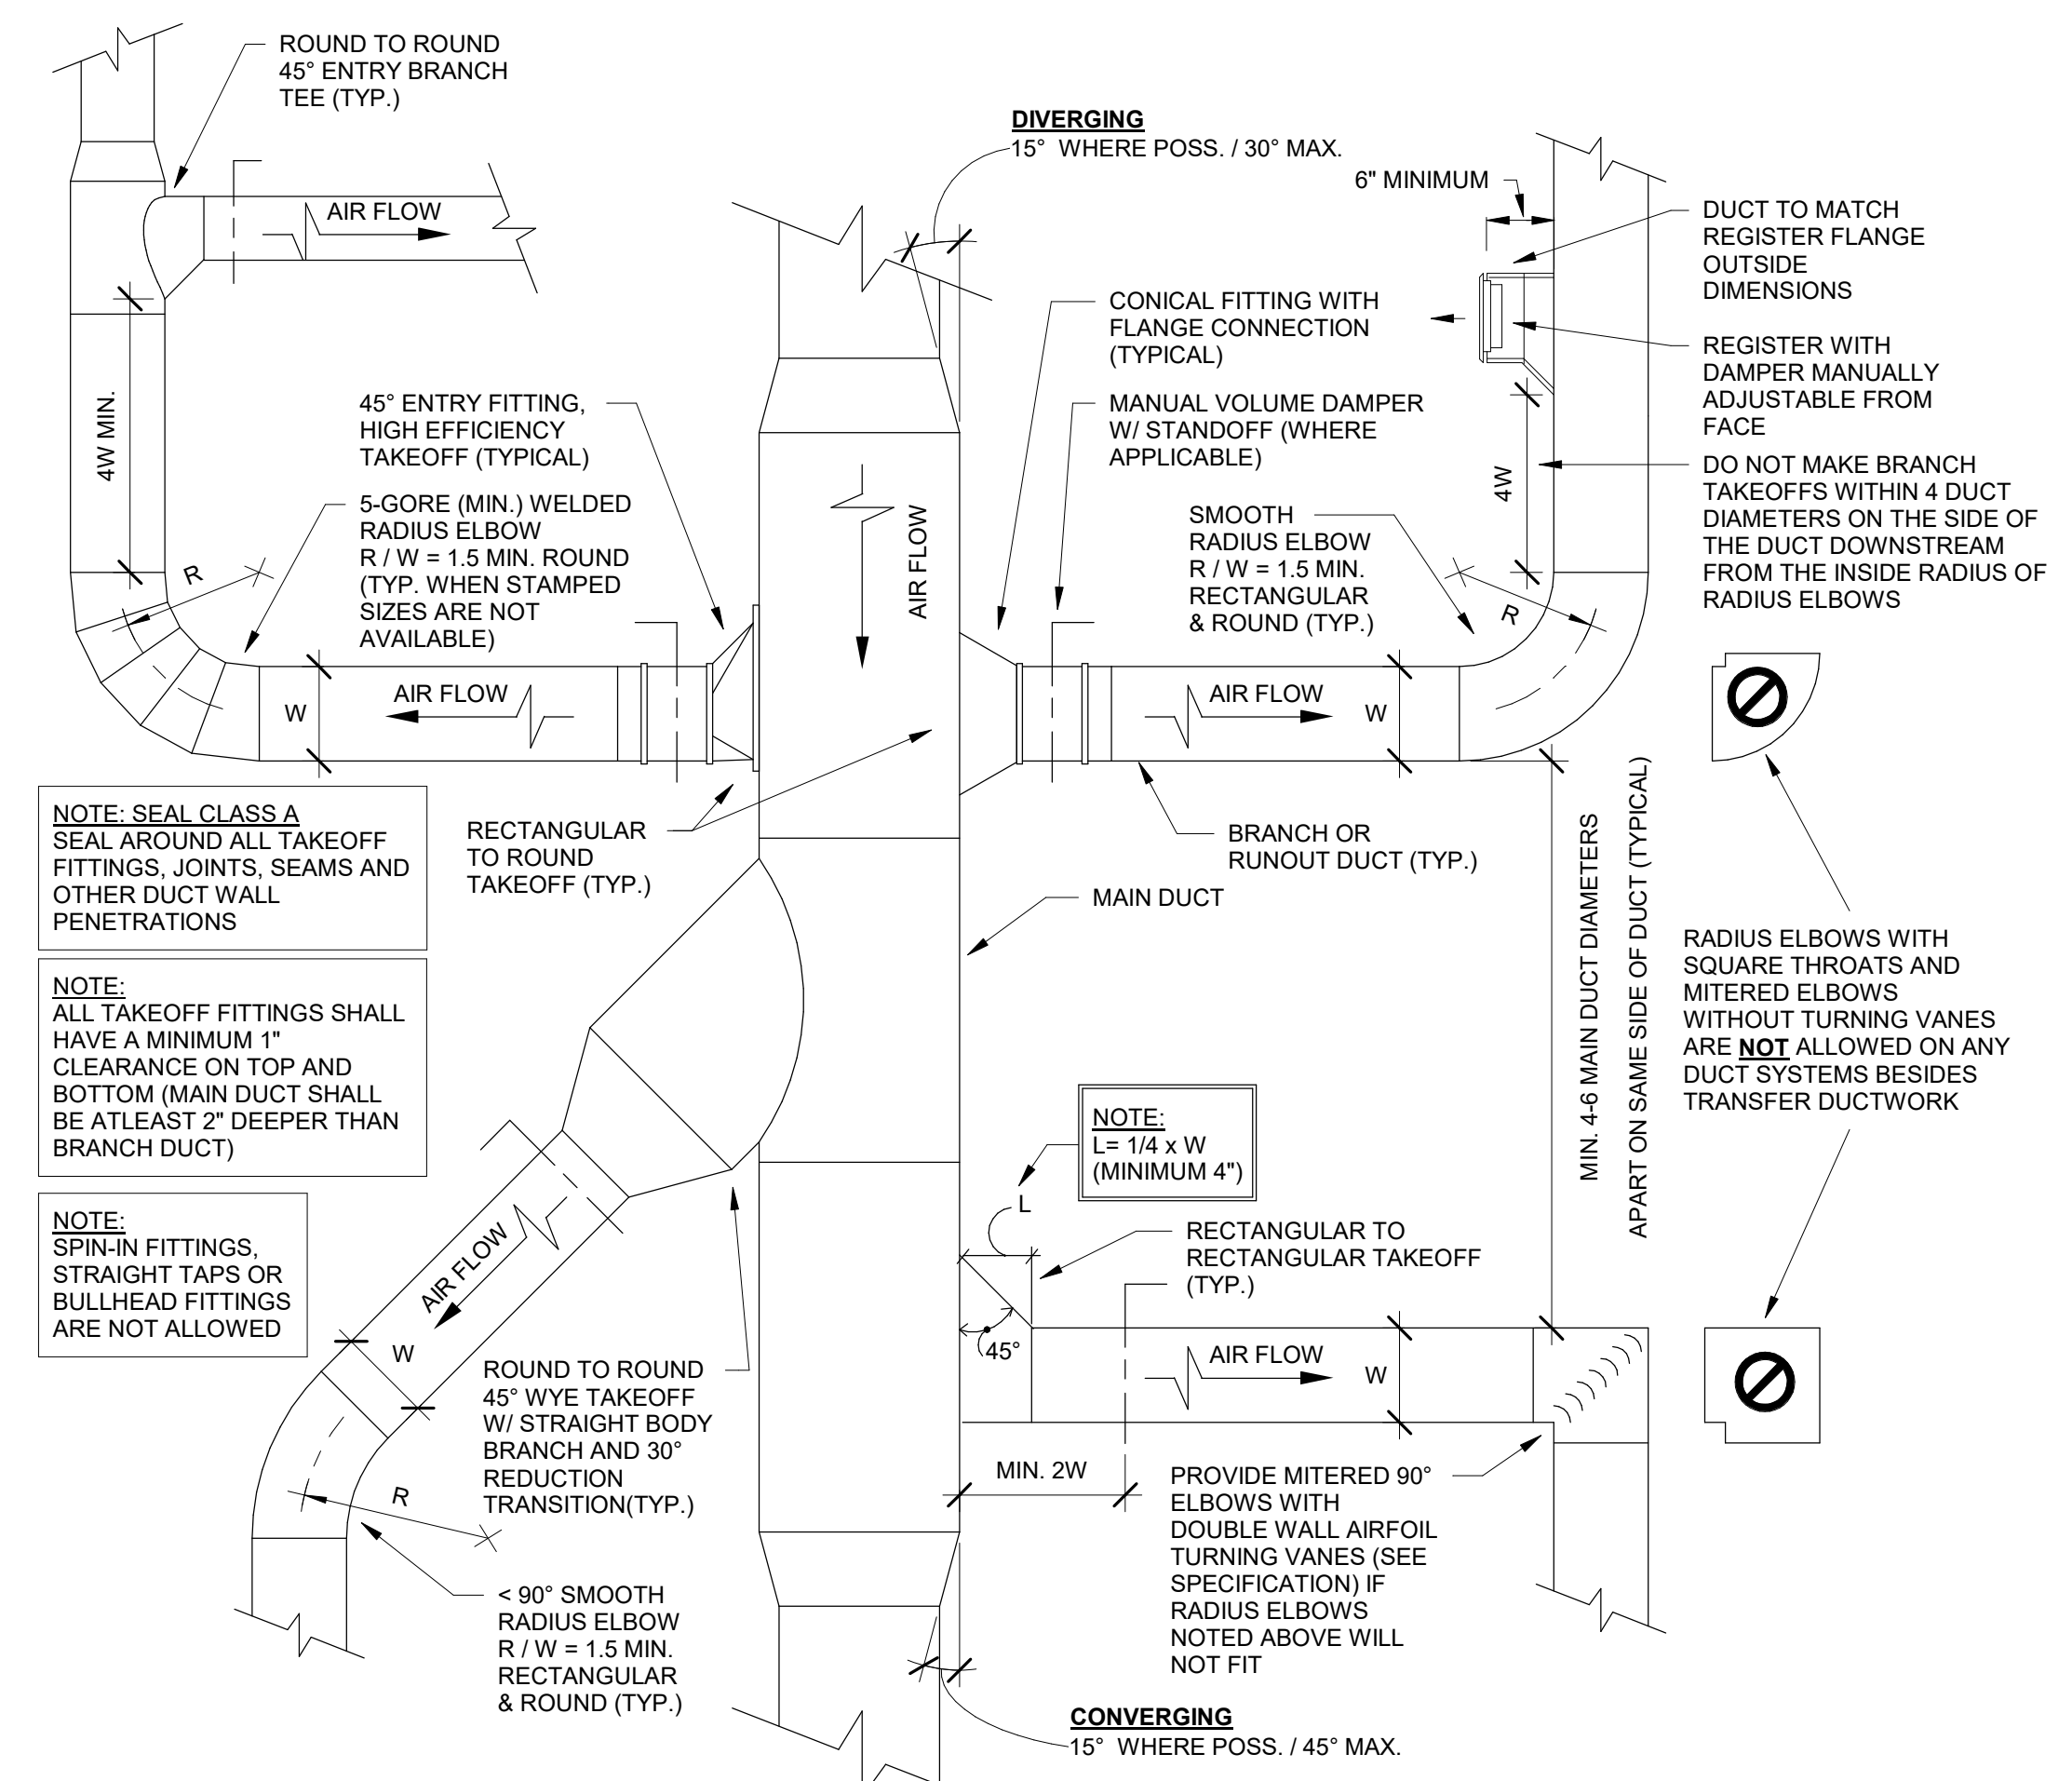 ROUND TO ROUND
45° ENTRY BRANCH
TEE (TYP.)
AIR FLOW
4W MIN.
R
DIVERGING
15° WHERE POSS. / 30° MAX.
6" MINIMUM
DUCT TO MATCH
REGISTER FLANGE
OUTSIDE
DIMENSIONS
REGISTER WITH
DAMPER MANUALLY
ADJUSTABLE FROM
FACE
DO NOT MAKE BRANCH
TAKEOFFS WITHIN 4 DUCT
DIAMETERS ON THE SIDE OF
THE DUCT DOWNSTREAM
FROM THE INSIDE RADIUS OF
RADIUS ELBOWS
CONICAL FITTING WITH
FLANGE CONNECTION
(TYPICAL)
MANUAL VOLUME DAMPER
W/ STANDOFF (WHERE
APPLICABLE)
45° ENTRY FITTING,
HIGH EFFICIENCY
TAKEOFF (TYPICAL)
5-GORE (MIN.) WELDED
RADIUS ELBOW
R / W = 1.5 MIN. ROUND
(TYP. WHEN STAMPED
SIZES ARE NOT
AVAILABLE)
AIR FLOW
SMOOTH
RADIUS ELBOW
R / W = 1.5 MIN.
RECTANGULAR
& ROUND (TYP.)
4W
R
W
AIR FLOW
AIR FLOW
W
NOTE: SEAL CLASS A
SEAL AROUND ALL TAKEOFF
FITTINGS, JOINTS, SEAMS AND
OTHER DUCT WALL
PENETRATIONS
NOTE:
ALL TAKEOFF FITTINGS SHALL
HAVE A MINIMUM 1"
CLEARANCE ON TOP AND
BOTTOM (MAIN DUCT SHALL
BE ATLEAST 2" DEEPER THAN
BRANCH DUCT)
NOTE:
SPIN-IN FITTINGS,
STRAIGHT TAPS OR
BULLHEAD FITTINGS
ARE NOT ALLOWED
RECTANGULAR
TO ROUND
TAKEOFF (TYP.)
BRANCH OR
RUNOUT DUCT (TYP.)
MAIN DUCT
MIN. 4-6 MAIN DUCT DIAMETERS
APART ON SAME SIDE OF DUCT (TYPICAL)
RADIUS ELBOWS WITH
SQUARE THROATS AND
MITERED ELBOWS
WITHOUT TURNING VANES
ARE NOT ALLOWED ON ANY
DUCT SYSTEMS BESIDES
TRANSFER DUCTWORK
NOTE:
L= 1/4 x W
(MINIMUM 4")
L
RECTANGULAR TO
RECTANGULAR TAKEOFF
(TYP.)
45°
AIR FLOW
W
MIN. 2W
AIR FLOW
W
R
ROUND TO ROUND
45° WYE TAKEOFF
W/ STRAIGHT BODY
BRANCH AND 30°
REDUCTION
TRANSITION(TYP.)
PROVIDE MITERED 90°
ELBOWS WITH
DOUBLE WALL AIRFOIL
TURNING VANES (SEE
SPECIFICATION) IF
RADIUS ELBOWS
NOTED ABOVE WILL
NOT FIT
< 90° SMOOTH
RADIUS ELBOW
R / W = 1.5 MIN.
RECTANGULAR
& ROUND (TYP.)
CONVERGING
15° WHERE POSS. / 45° MAX.